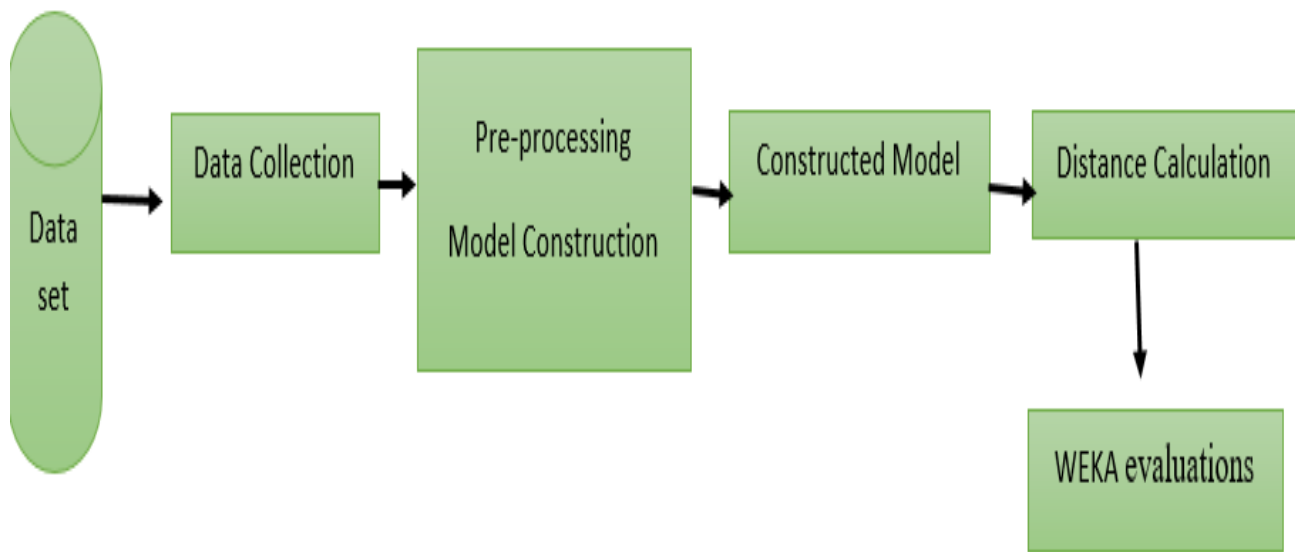 Data
set
Data Collection
Pre-processing
Model Construction
Constructed Model
Distance Calculation
WEKA evaluations